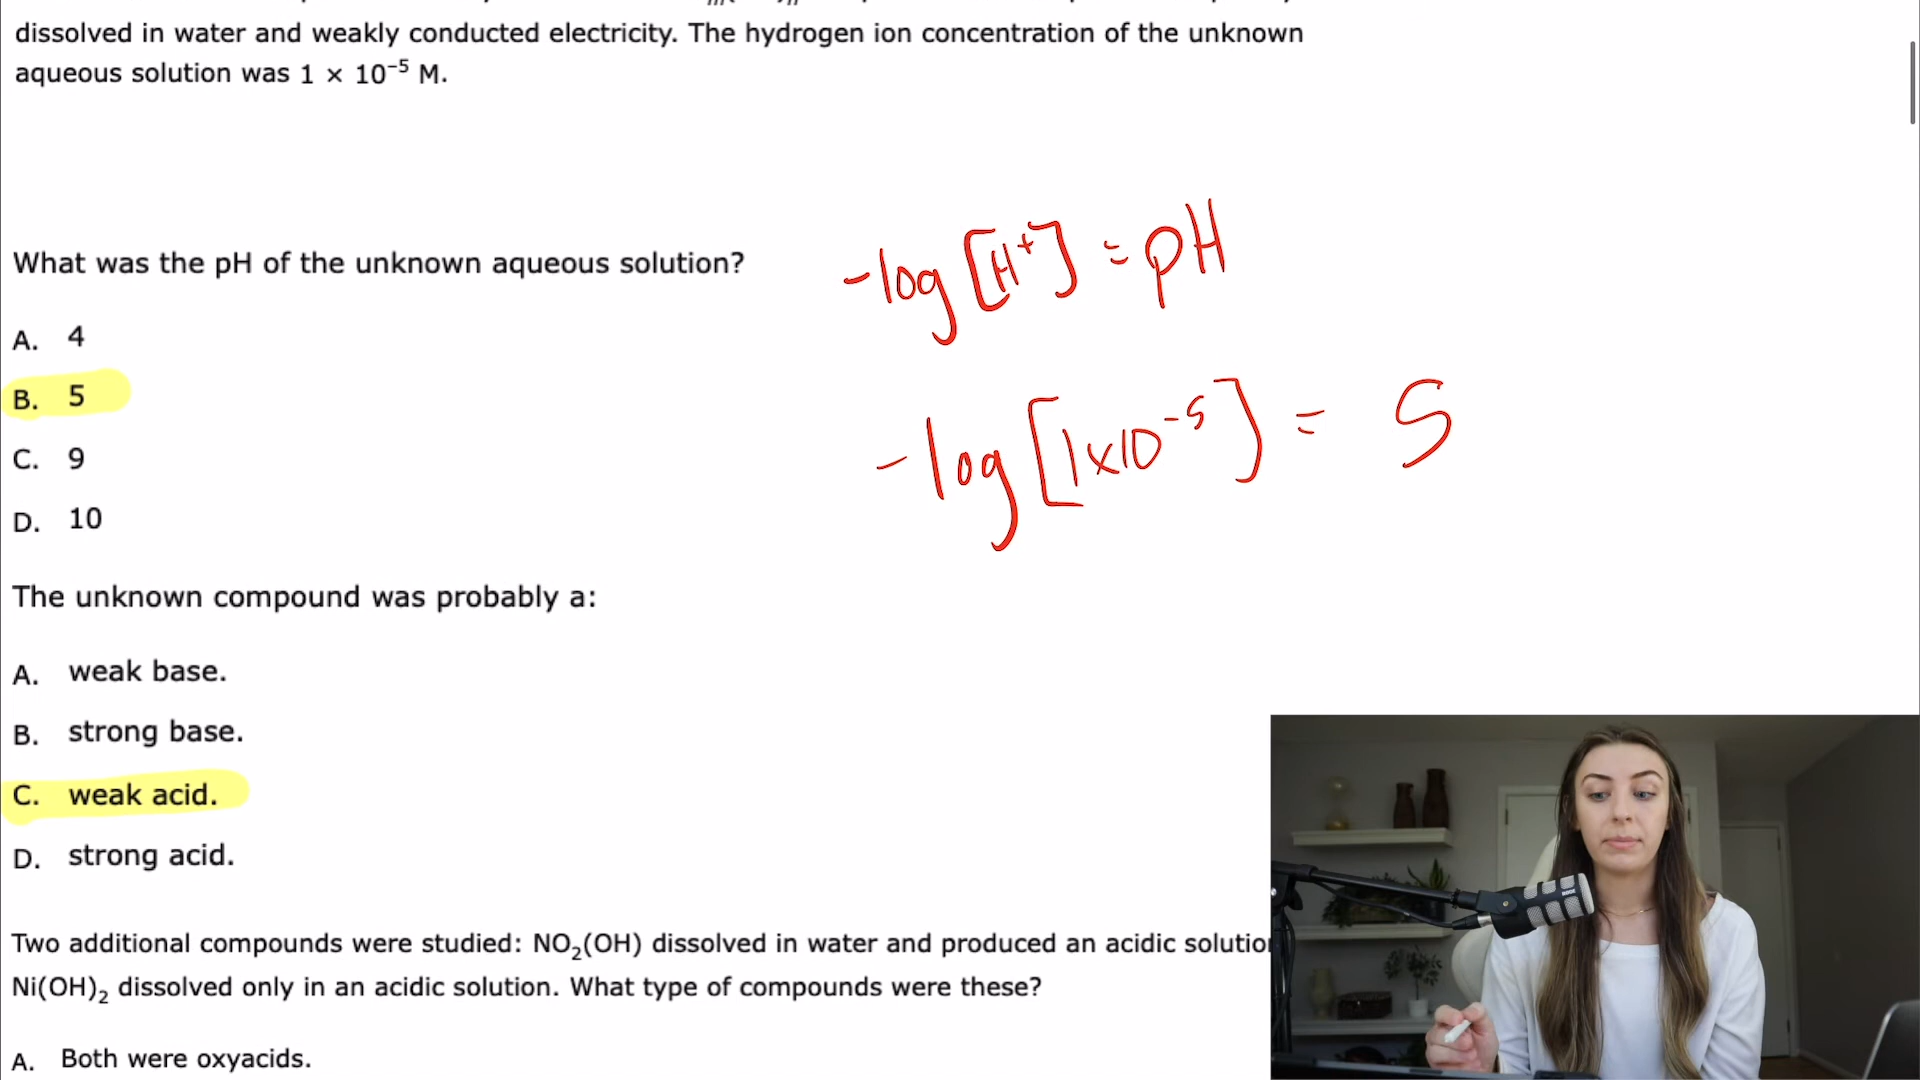 dissolved in water and weakly conducted electricity. The hydrogen ion concentration of the unknown
aqueous solution was 1 × 10⁻⁵ M.
What was the pH of the unknown aqueous solution?
-log [H⁺] = pH
A. 4
B. 5
-log [1x10⁻⁵] = 5
C. 9
D. 10
The unknown compound was probably a:
A. weak base.
B. strong base.
C. weak acid.
D. strong acid.
Two additional compounds were studied: NO₂(OH) dissolved in water and produced an acidic
Ni(OH)₂ dissolved only in an acidic solution. What type of compounds were these?
A. Both were oxyacids.